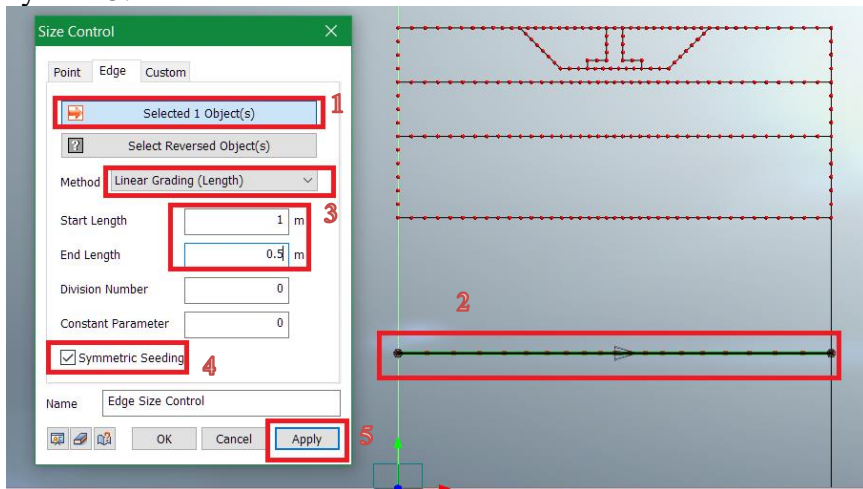 Size Control
Point Edge Custom
Selected 1 Object(s)
1
Select Reversed Object(s)
Method Linear Grading (Length)
3
Start Length 1 m
End Length 0.5 m
Division Number 0
Constant Parameter 0
Symmetric Seeding
4
Name Edge Size Control
OK Cancel Apply
5
2